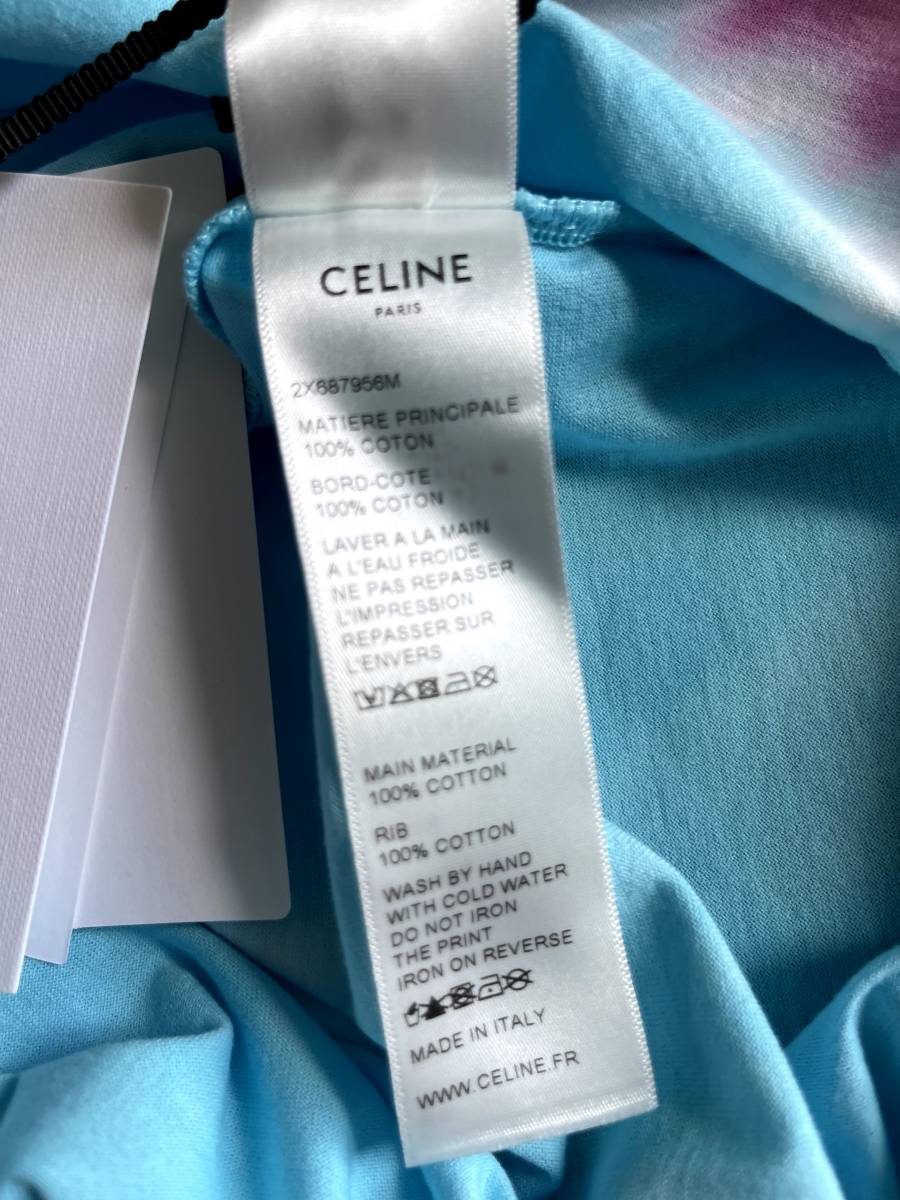 CELINE
PARIS
2X687956M
MATIERE PRINCIPALE
100% COTON
BORD-COTE
100% COTON
LAVER A LA MAIN
A L'EAU FROIDE
NE PAS REPASSER
L'IMPRESSION
REPASSER SUR
L'ENVERS
MAIN MATERIAL
100% COTTON
RIB
100% COTTON
WASH BY HAND
WITH COLD WATER
DO NOT IRON
THE PRINT
IRON ON REVERSE
MADE IN ITALY
WWW.CELINE.FR